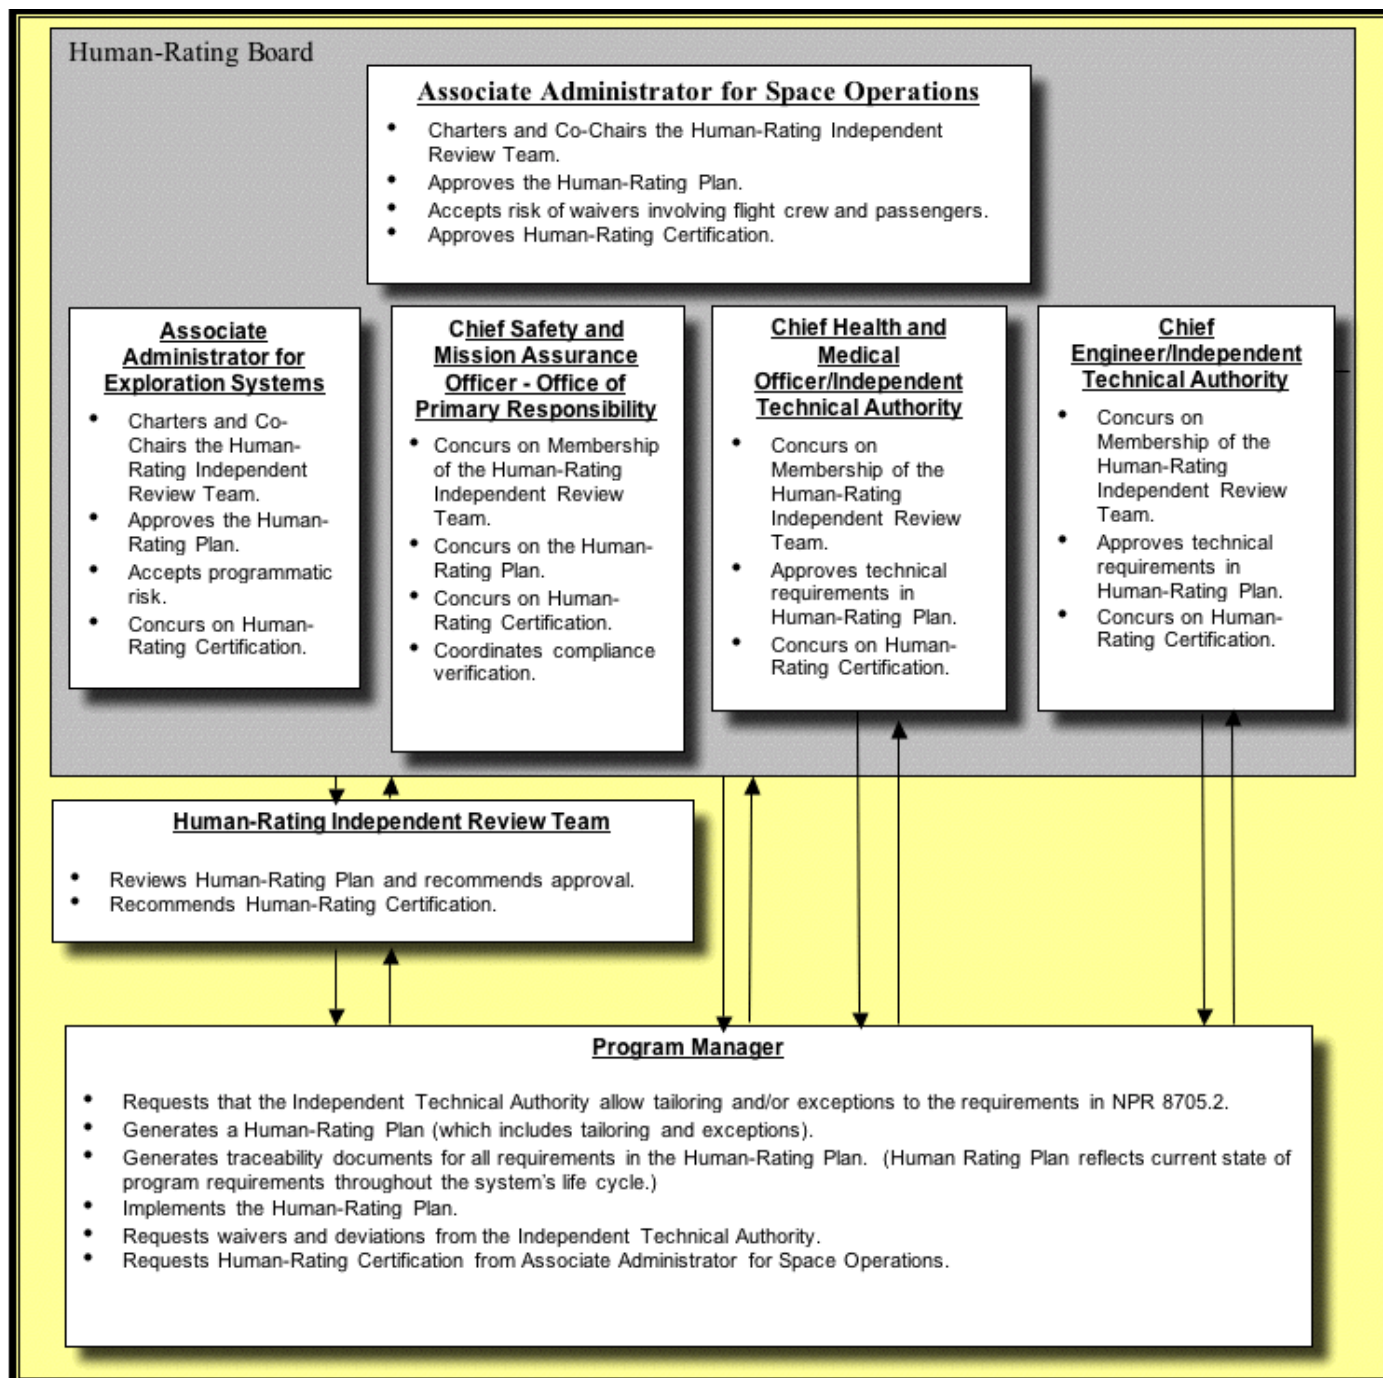 Human-Rating Board
Associate Administrator for Space Operations
• Charters and Co-Chairs the Human-Rating Independent
Review Team.
• Approves the Human-Rating Plan.
• Accepts risk of waivers involving flight crew and passengers.
• Approves Human-Rating Certification.
Associate
Administrator for
Exploration Systems
• Charters and Co-
Chairs the Human-
Rating Independent
Review Team.
• Approves the Human-
Rating Plan.
• Accepts programmatic
risk.
• Concurs on Human-
Rating Certification.
Chief Safety and
Mission Assurance
Officer - Office of
Primary Responsibility
• Concurs on Membership
of the Human-Rating
Independent Review
Team.
• Concurs on the Human-
Rating Plan.
• Concurs on Human-
Rating Certification.
• Coordinates compliance
verification.
Chief Health and
Medical
Officer/Independent
Technical Authority
• Concurs on
Membership of the
Human-Rating
Independent Review
Team.
• Approves technical
requirements in
Human-Rating Plan.
• Concurs on Human-
Rating Certification.
Chief
Engineer/Independent
Technical Authority
• Concurs on
Membership of the
Human-Rating
Independent Review
Team.
• Approves technical
requirements in
Human-Rating Plan.
• Concurs on Human-
Rating Certification.
Human-Rating Independent Review Team
• Reviews Human-Rating Plan and recommends approval.
• Recommends Human-Rating Certification.
Program Manager
• Requests that the Independent Technical Authority allow tailoring and/or exceptions to the requirements in NPR 8705.2.
• Generates a Human-Rating Plan (which includes tailoring and exceptions).
• Generates traceability documents for all requirements in the Human-Rating Plan. (Human Rating Plan reflects current state of
program requirements throughout the system's life cycle.)
• Implements the Human-Rating Plan.
• Requests waivers and deviations from the Independent Technical Authority.
• Requests Human-Rating Certification from Associate Administrator for Space Operations.